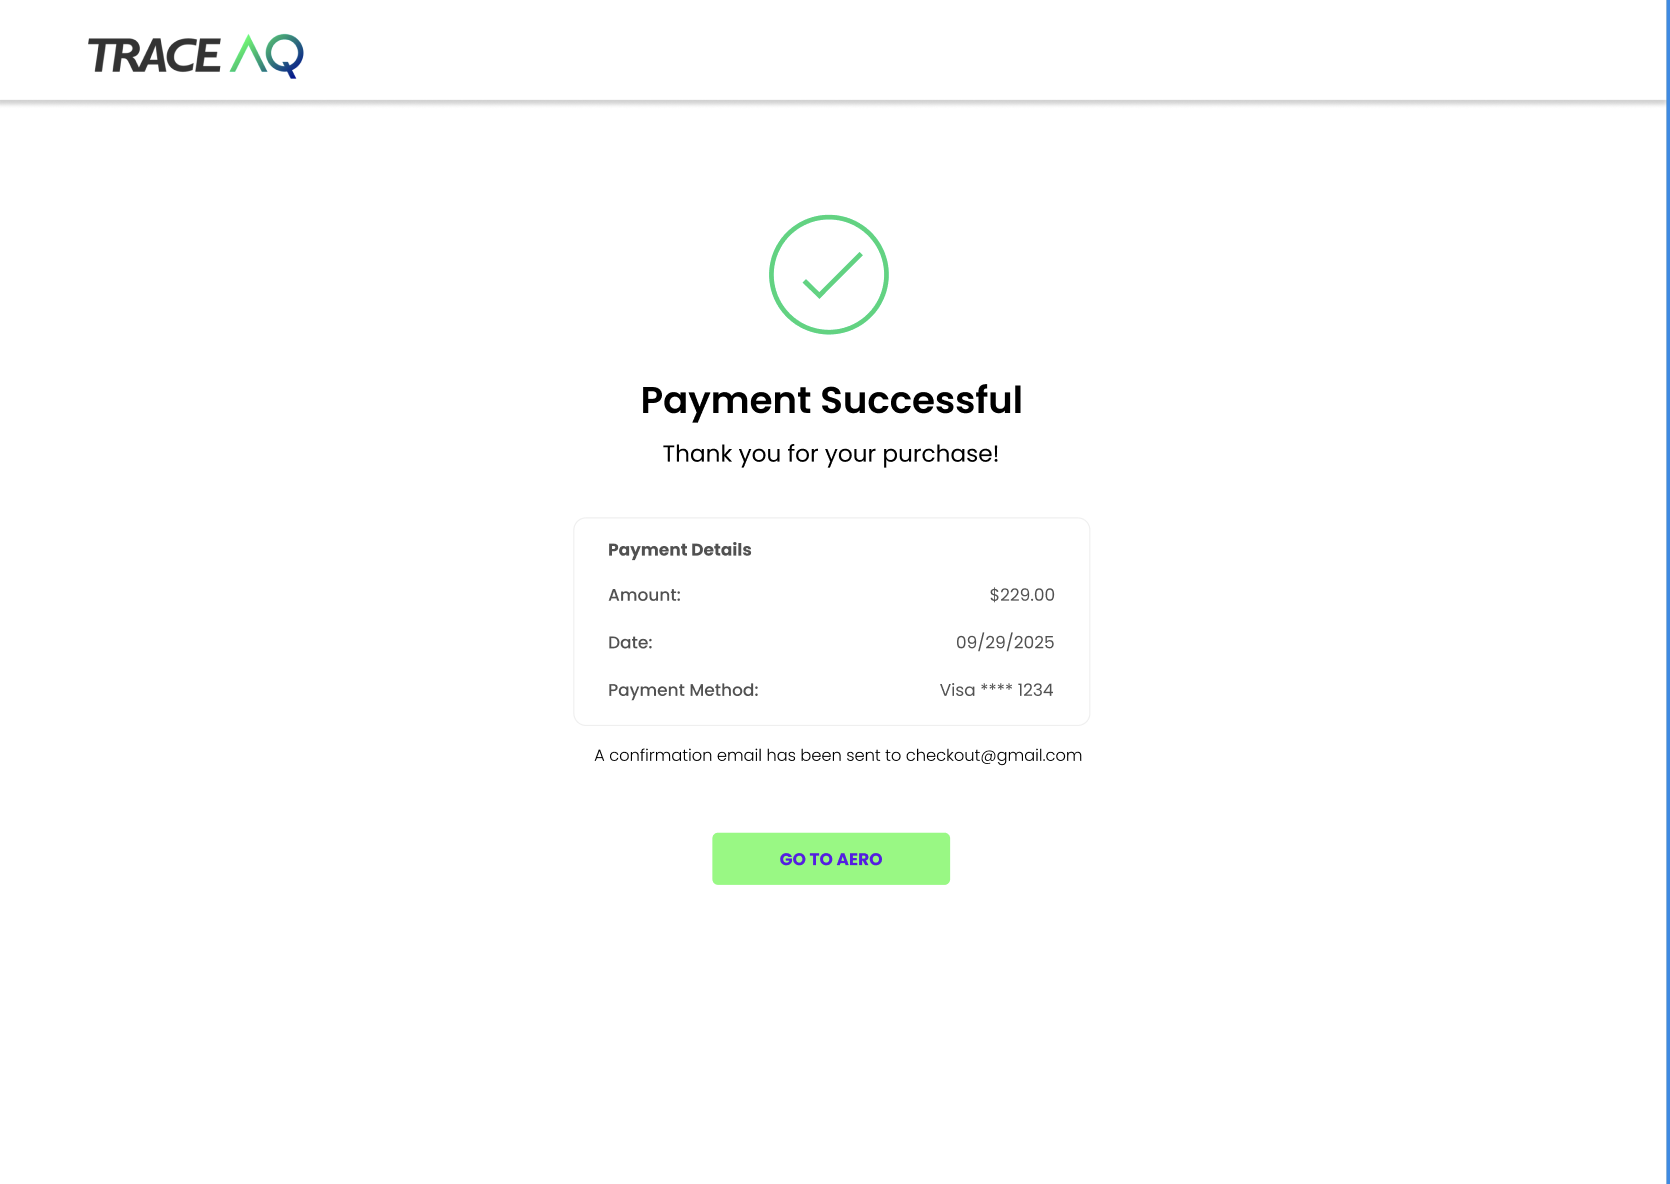 TRACE AQ
Payment Successful
Thank you for your purchase!
Payment Details
Amount: $229.00
Date: 09/29/2025
Payment Method: Visa **** 1234
A confirmation email has been sent to checkout@gmail.com
GO TO AERO